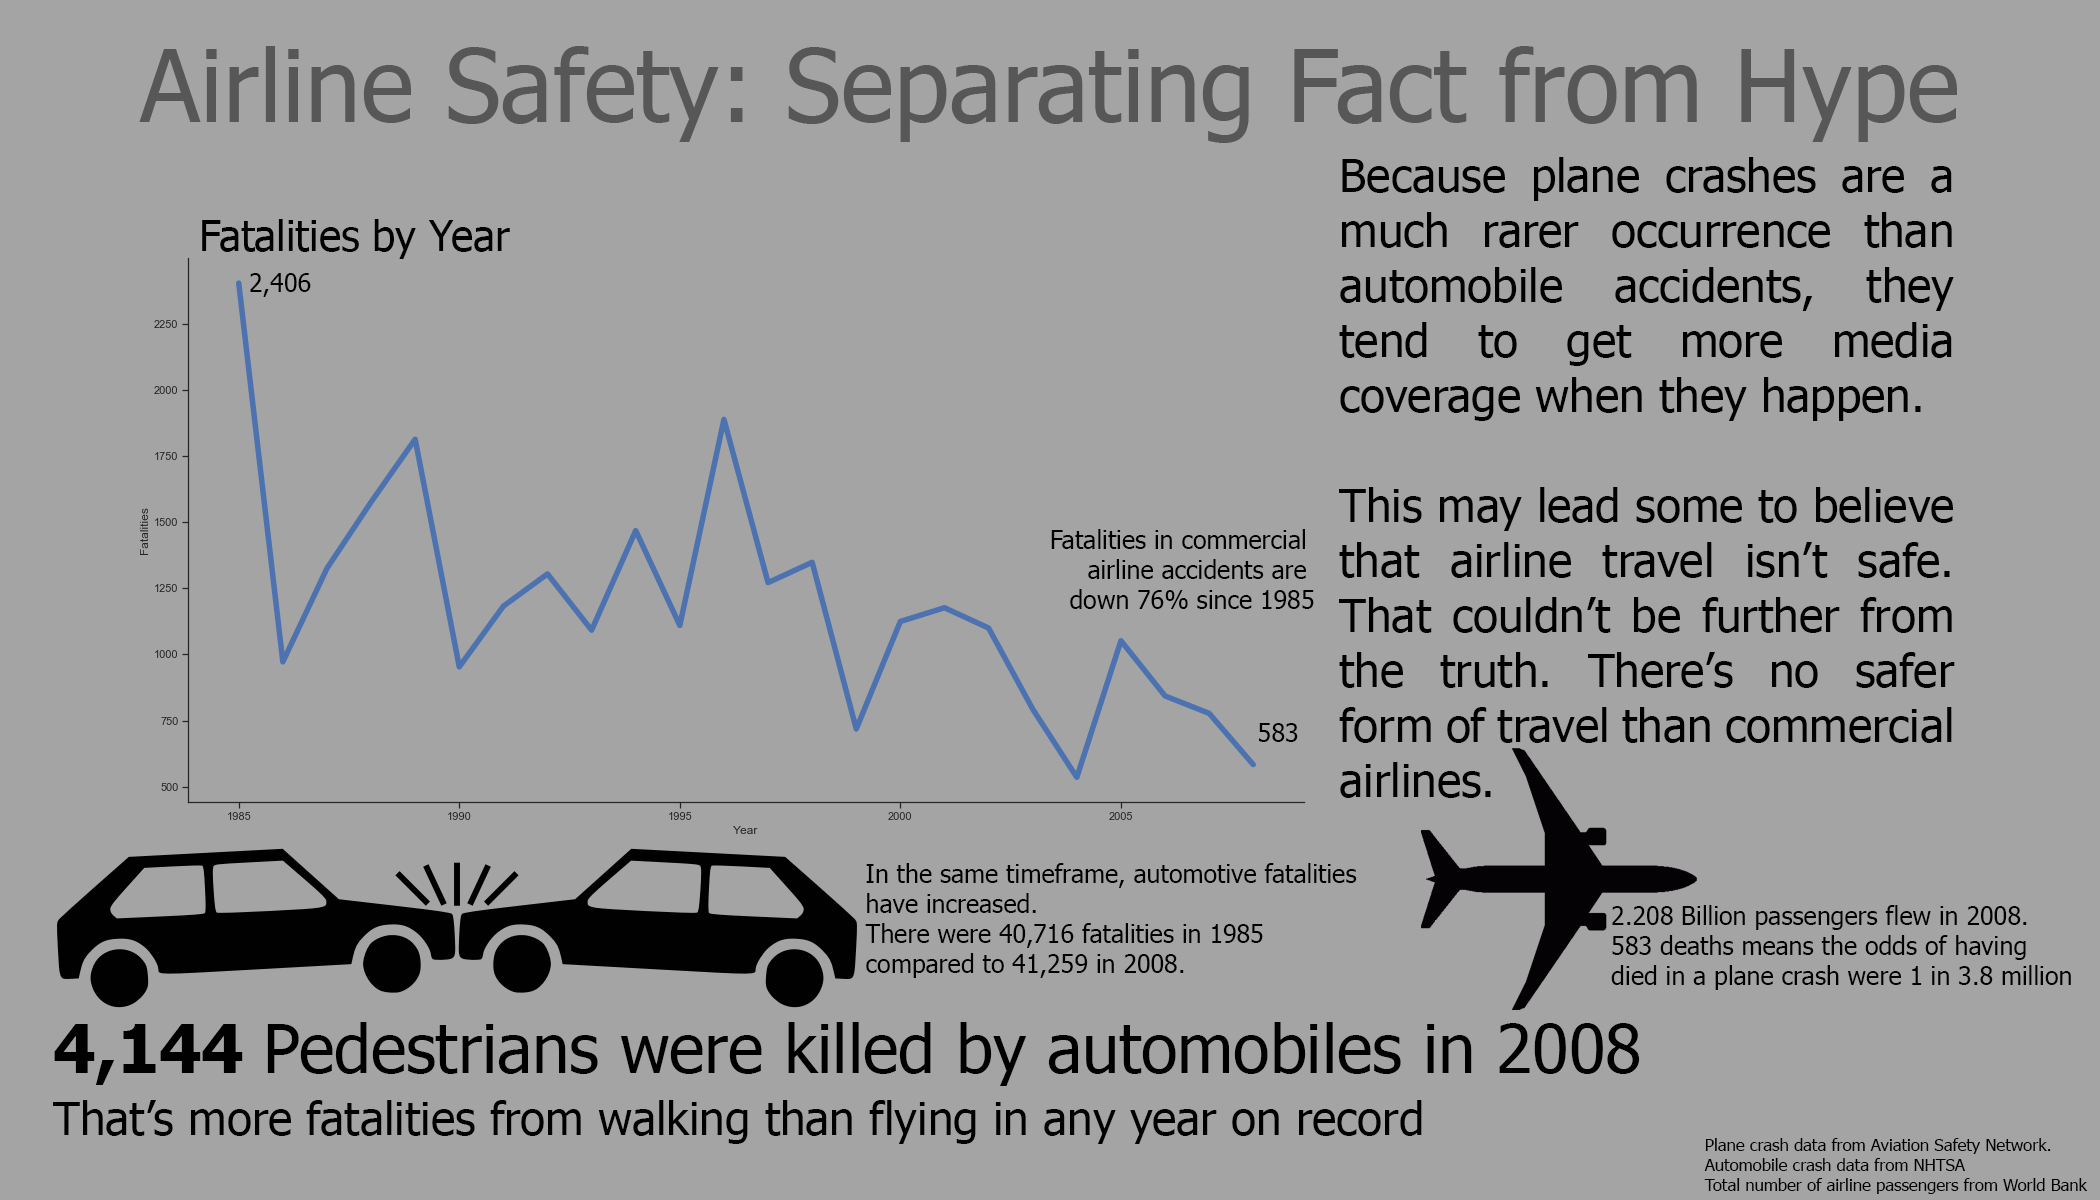 Airline Safety: Separating Fact from Hype
Fatalities by Year
2,406
2250
2000
1750
1500
1250
1000
750
500
Fatalities
1985
1990
1995
2000
2005
Year
Fatalities in commercial
airline accidents are
down 76% since 1985
583
Because plane crashes are a
much rarer occurrence than
automobile accidents, they
tend to get more media
coverage when they happen.
This may lead some to believe
that airline travel isn’t safe.
That couldn’t be further from
the truth. There’s no safer
form of travel than commercial
airlines.
In the same timeframe, automotive fatalities
have increased.
There were 40,716 fatalities in 1985
compared to 41,259 in 2008.
2.208 Billion passengers flew in 2008.
583 deaths means the odds of having
died in a plane crash were 1 in 3.8 million
4,144 Pedestrians were killed by automobiles in 2008
That’s more fatalities from walking than flying in any year on record
Plane crash data from Aviation Safety Network.
Automobile crash data from NHTSA
Total number of airline passengers from World Bank